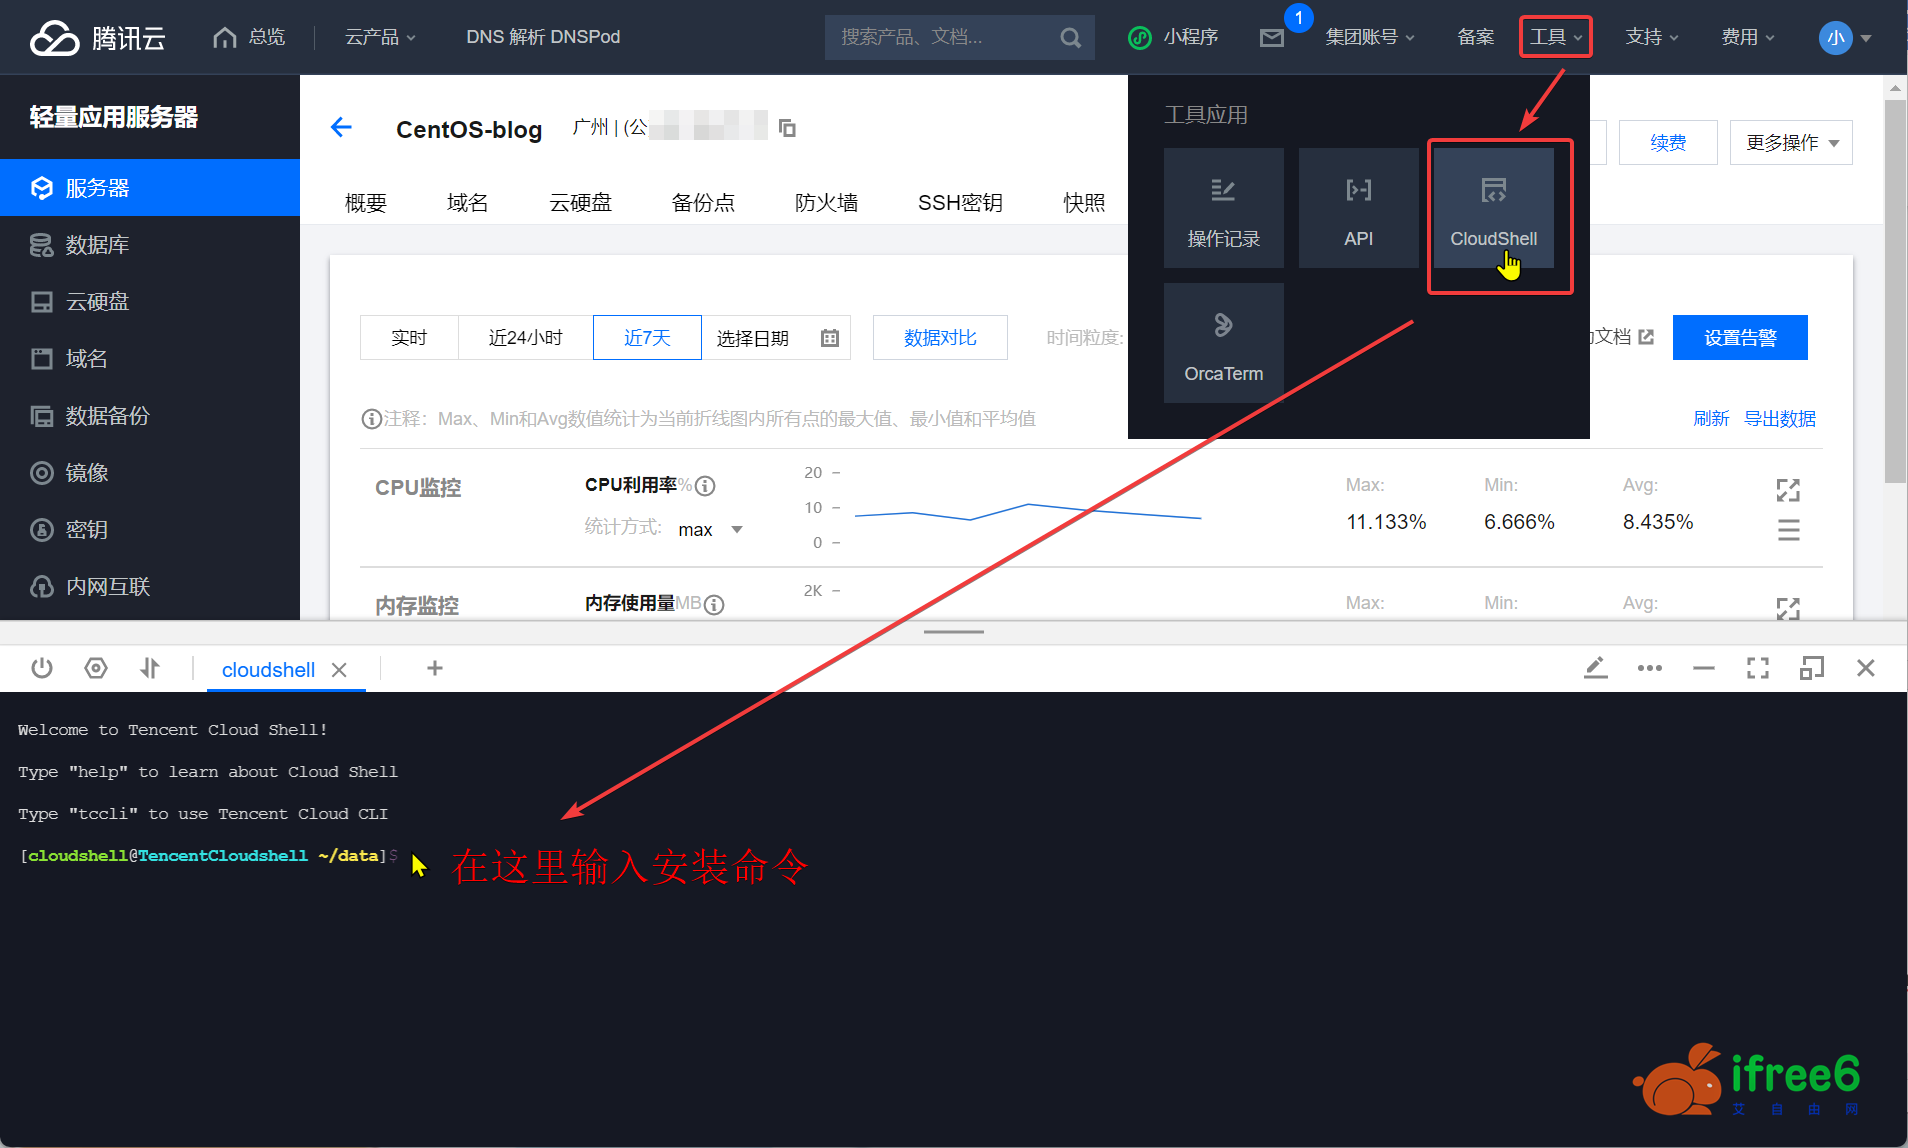 腾讯云
总览
云产品
DNS 解析 DNSPod
搜索产品、文档...
小程序
1
集团账号
备案
工具
支持
费用
小
轻量应用服务器
服务器
数据库
云硬盘
域名
数据备份
镜像
密钥
内网互联
CentOS-blog
广州 | (公
续费
更多操作
概要
域名
云硬盘
备份点
防火墙
SSH密钥
快照
工具应用
操作记录
API
CloudShell
OrcaTerm
实时
近24小时
近7天
选择日期
数据对比
时间粒度:
文档
设置告警
注释：Max、Min和Avg数值统计为当前折线图内所有点的最大值、最小值和平均值
刷新
导出数据
CPU监控
CPU利用率%
统计方式:
max
20
10
0
Max:
11.133%
Min:
6.666%
Avg:
8.435%
内存监控
内存使用量MB
2K
Max:
Min:
Avg:
cloudshell
Welcome to Tencent Cloud Shell!
Type "help" to learn about Cloud Shell
Type "tccli" to use Tencent Cloud CLI
[cloudshell@TencentCloudshell ~/data]$
在这里输入安装命令
ifree6
艾自由网